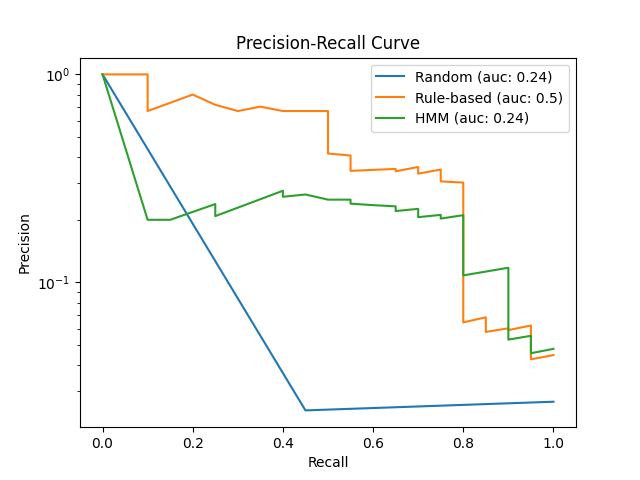 Precision-Recall Curve
Random (auc: 0.24)
Rule-based (auc: 0.5)
HMM (auc: 0.24)
Precision
10⁰
10⁻¹
0.0 0.2 0.4 0.6 0.8 1.0
Recall